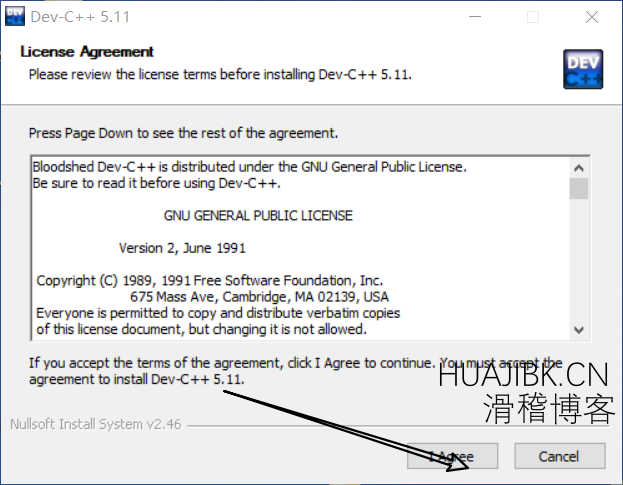 Dev-C++ 5.11
License Agreement
Please review the license terms before installing Dev-C++ 5.11.
DEV
C++
Press Page Down to see the rest of the agreement.
Bloodshed Dev-C++ is distributed under the GNU General Public License.
Be sure to read it before using Dev-C++.
GNU GENERAL PUBLIC LICENSE
Version 2, June 1991
Copyright (C) 1989, 1991 Free Software Foundation, Inc.
675 Mass Ave, Cambridge, MA 02139, USA
Everyone is permitted to copy and distribute verbatim copies
of this license document, but changing it is not allowed.
If you accept the terms of the agreement, click I Agree to continue. You must accept the
agreement to install Dev-C++ 5.11.
HUAJIBK.CN
滑稽博客
Nullsoft Install System v2.46
I Agree
Cancel